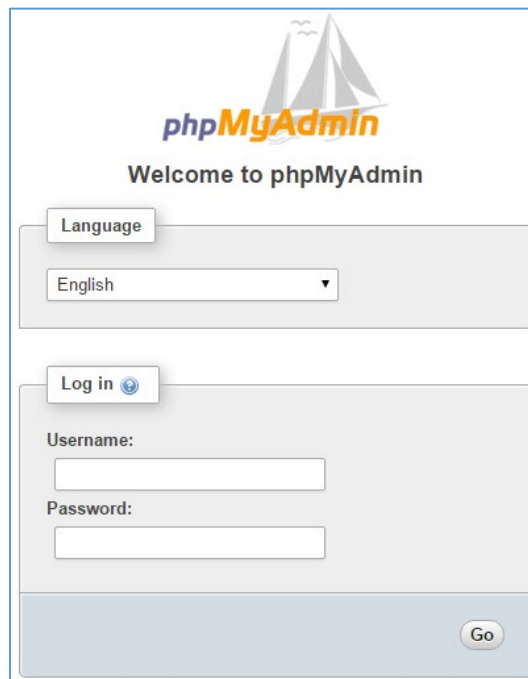 phpMyAdmin
Welcome to phpMyAdmin
Language
English
Log in
Username:
Password:
Go